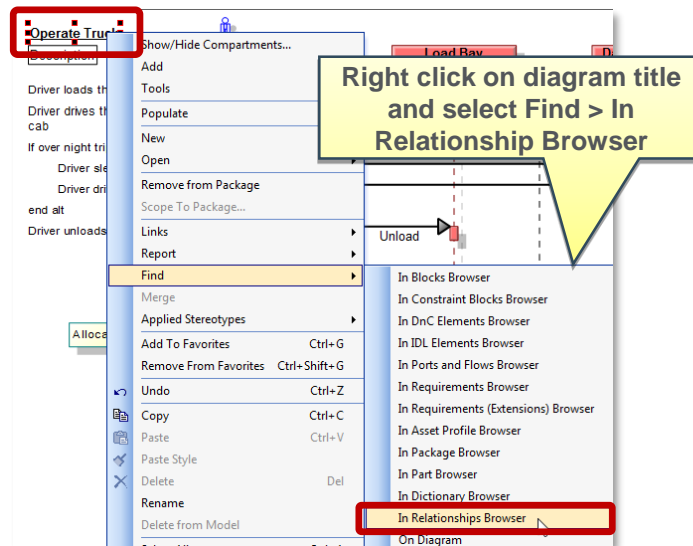 Operate Truck
Description
Driver loads th
Driver drives th
cab
If over night tri
Driver sle
Driver dri
end alt
Driver unloads
Alloca
Show/Hide Compartments...
Add
Tools
Populate
New
Open
Remove from Package
Scope To Package...
Links
Report
Find
Merge
Applied Stereotypes
Add To Favorites Ctrl+G
Remove From Favorites Ctrl+Shift+G
Undo Ctrl+Z
Copy Ctrl+C
Paste Ctrl+V
Paste Style
Delete Del
Rename
Delete from Model
Load Bay
Right click on diagram title
and select Find > In
Relationship Browser
Unload
In Blocks Browser
In Constraint Blocks Browser
In DnC Elements Browser
In IDL Elements Browser
In Ports and Flows Browser
In Requirements Browser
In Requirements (Extensions) Browser
In Asset Profile Browser
In Package Browser
In Part Browser
In Dictionary Browser
In Relationships Browser
On Diagram